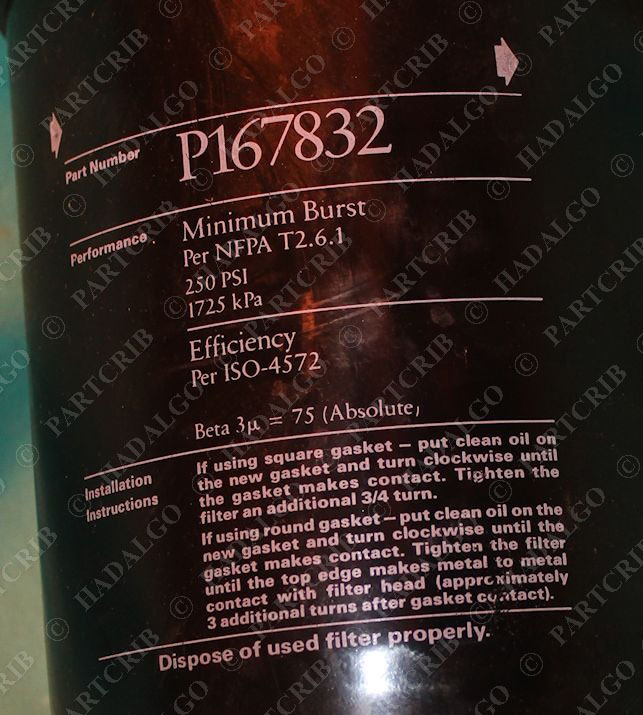 Part Number P167832
Performance Minimum Burst
Per NFPA T2.6.1
250 PSI
1725 kPa
Efficiency
Per ISO-4572
Beta 3µ = 75 (Absolute)
Installation
Instructions
If using square gasket – put clean oil on
the new gasket and turn clockwise until
the gasket makes contact. Tighten the
filter an additional 3/4 turn.
If using round gasket – put clean oil on the
new gasket and turn clockwise until the
gasket makes contact. Tighten the filter
until the top edge makes metal to metal
contact with filter head (approximately
3 additional turns after gasket contact).
Dispose of used filter properly.
© PARTCRIB © HADALGO